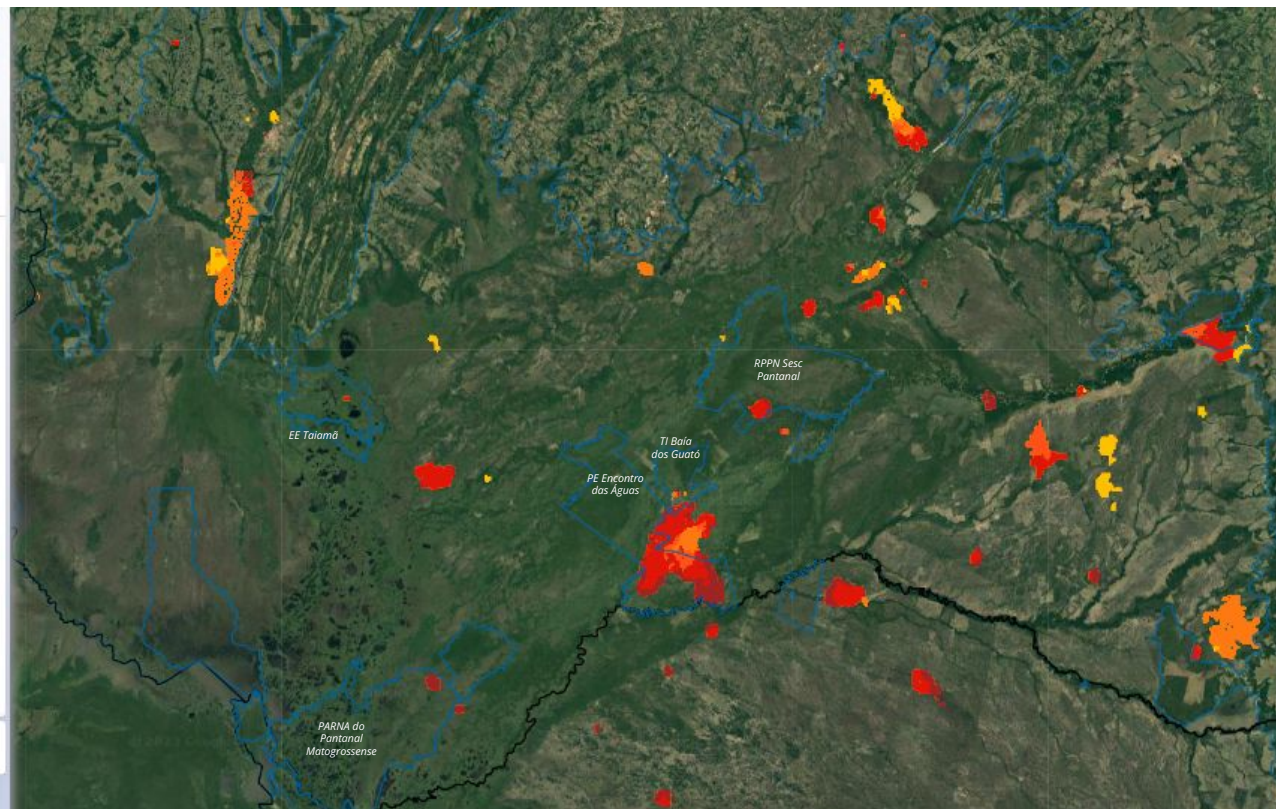 RPPN Sesc
Pantanal
EE Taiamã
TI Baía
dos Guató
PE Encontro
das Águas
PARNA do
Pantanal
Matogrossense